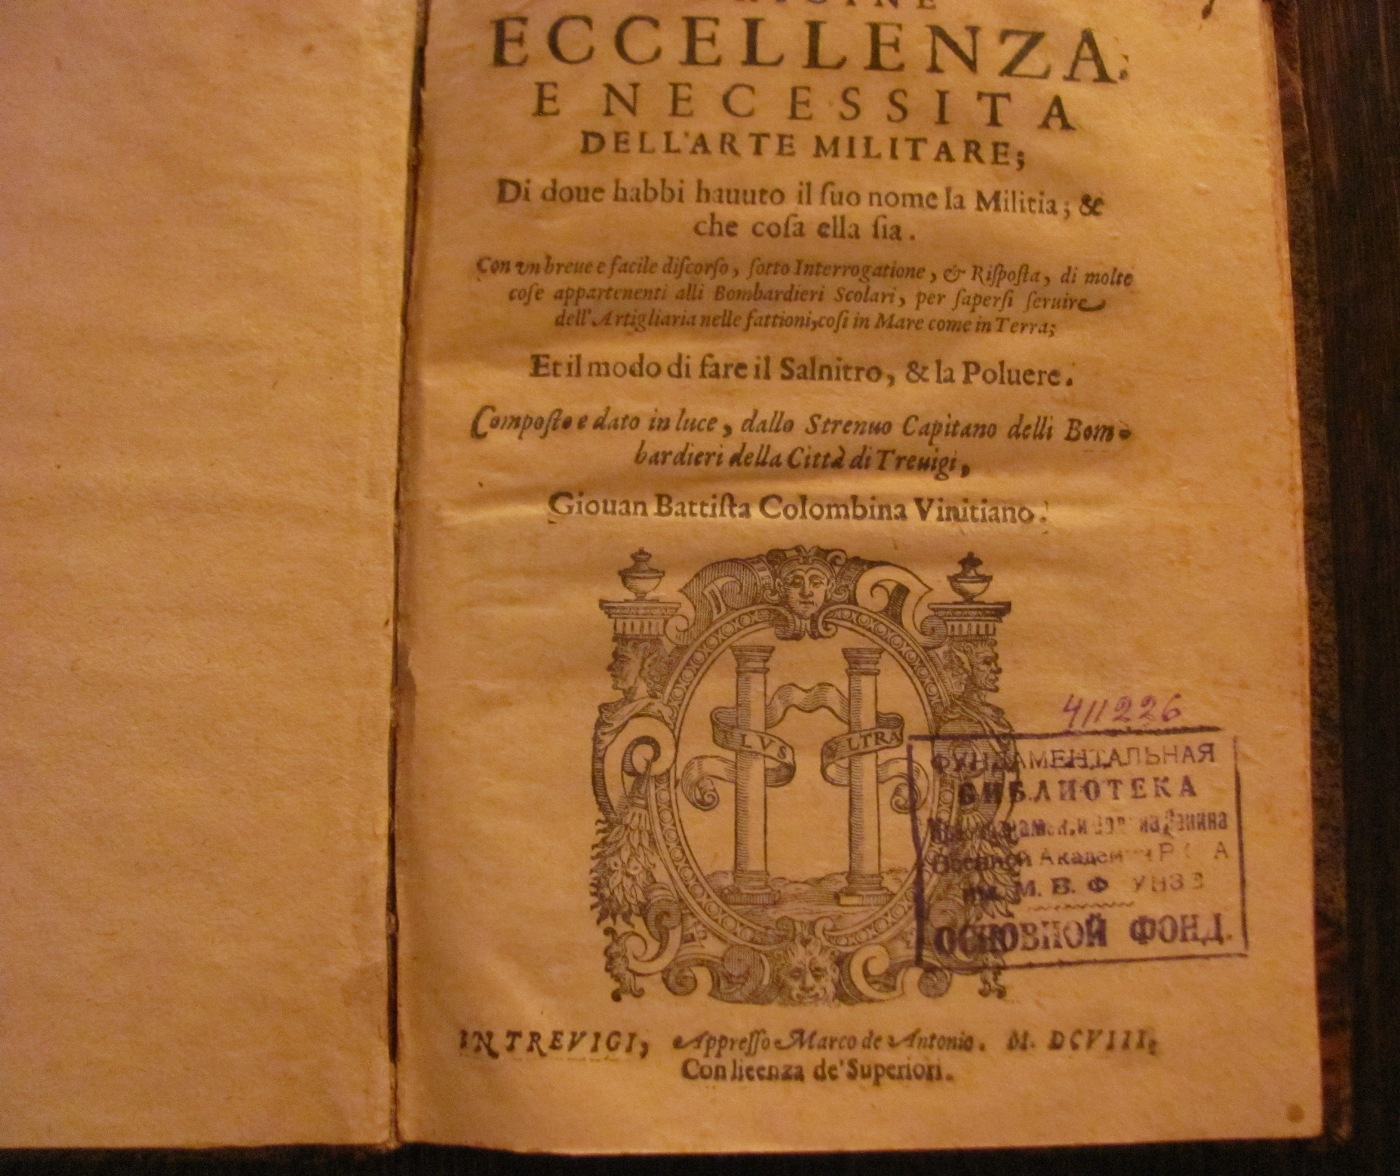 ECCELLENZA,
E NECESSITA
DELL'ARTE MILITARE;
Di doue habbi hauuto il ſuo nome la Militia; &
che coſa ella ſia.
Con vn breue e facile diſcorſo, ſotto Interrogatione, & Riſpoſta, di molte
coſe appartenenti alli Bombardieri Scolari, per ſaperſi ſeruire
dell'Artigliaria nelle fattioni, coſi in Mare come in Terra;
Et il modo di fare il Salnitro, & la Poluere.
Compoſto e dato in luce, dallo Strenuo Capitano delli Bom-
bardieri della Città di Treuigi,
Giouan Battiſta Colombina Vinitiano.
LVS VLTRA
411226
ФУНДАМЕНТАЛЬНАЯ
БИБЛИОТЕКА
Военной Академии
им. М. В. ФРУНЗЕ
ОСНОВНОЙ ФОНД
IN TREVIGI, Appreſſo Marco de Antonio. M. DCVIII.
Con licenza de' Superiori.